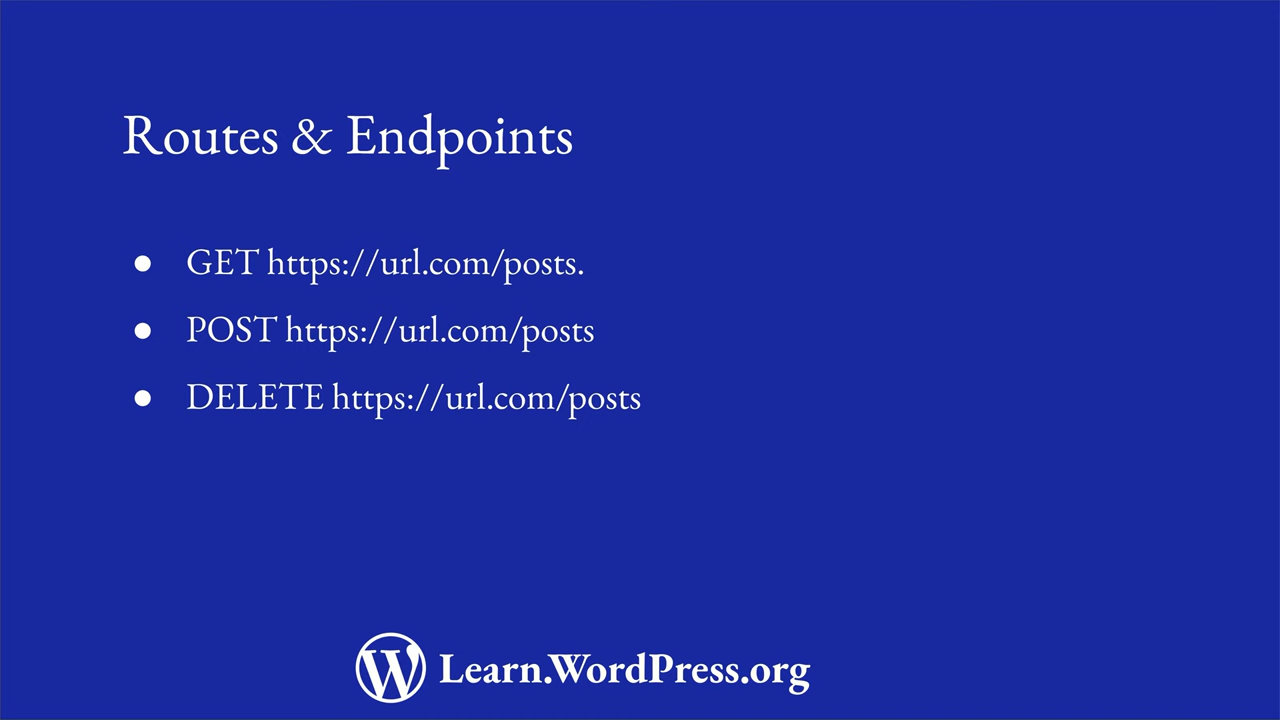 Routes & Endpoints
● GET https://url.com/posts.
● POST https://url.com/posts
● DELETE https://url.com/posts
Learn.WordPress.org